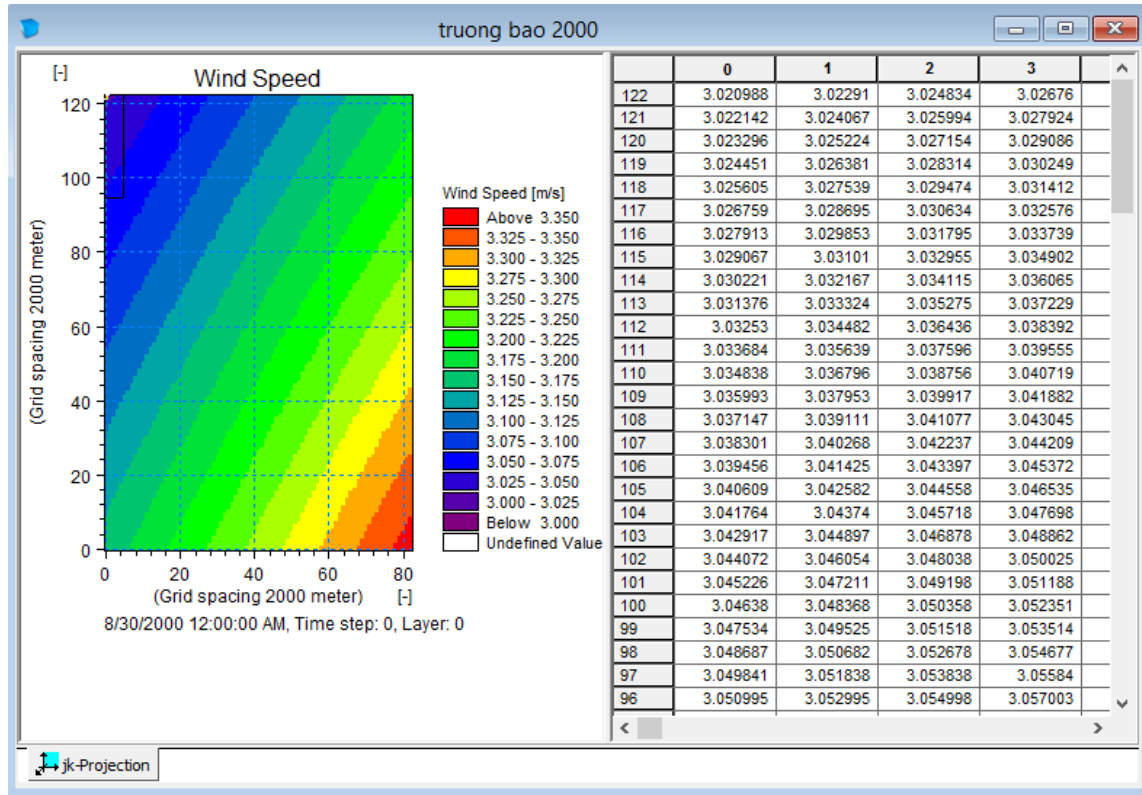 truong bao 2000
[-]
Wind Speed
120
100
80
60
40
20
0
(Grid spacing 2000 meter)
0 20 40 60 80
(Grid spacing 2000 meter) [-]
8/30/2000 12:00:00 AM, Time step: 0, Layer: 0
Wind Speed [m/s]
Above 3.350
3.325 - 3.350
3.300 - 3.325
3.275 - 3.300
3.250 - 3.275
3.225 - 3.250
3.200 - 3.225
3.175 - 3.200
3.150 - 3.175
3.125 - 3.150
3.100 - 3.125
3.075 - 3.100
3.050 - 3.075
3.025 - 3.050
3.000 - 3.025
Below 3.000
Undefined Value
0 1 2 3
122 3.020988 3.02291 3.024834 3.02676
121 3.022142 3.024067 3.025994 3.027924
120 3.023296 3.025224 3.027154 3.029086
119 3.024451 3.026381 3.028314 3.030249
118 3.025605 3.027539 3.029474 3.031412
117 3.026759 3.028695 3.030634 3.032576
116 3.027913 3.029853 3.031795 3.033739
115 3.029067 3.03101 3.032955 3.034902
114 3.030221 3.032167 3.034115 3.036065
113 3.031376 3.033324 3.035275 3.037229
112 3.03253 3.034482 3.036436 3.038392
111 3.033684 3.035639 3.037596 3.039555
110 3.034838 3.036796 3.038756 3.040719
109 3.035993 3.037953 3.039917 3.041882
108 3.037147 3.039111 3.041077 3.043045
107 3.038301 3.040268 3.042237 3.044209
106 3.039456 3.041425 3.043397 3.045372
105 3.040609 3.042582 3.044558 3.046535
104 3.041764 3.04374 3.045718 3.047698
103 3.042917 3.044897 3.046878 3.048862
102 3.044072 3.046054 3.048038 3.050025
101 3.045226 3.047211 3.049198 3.051188
100 3.04638 3.048368 3.050358 3.052351
99 3.047534 3.049525 3.051518 3.053514
98 3.048687 3.050682 3.052678 3.054677
97 3.049841 3.051838 3.053838 3.05584
96 3.050995 3.052995 3.054998 3.057003
jk-Projection